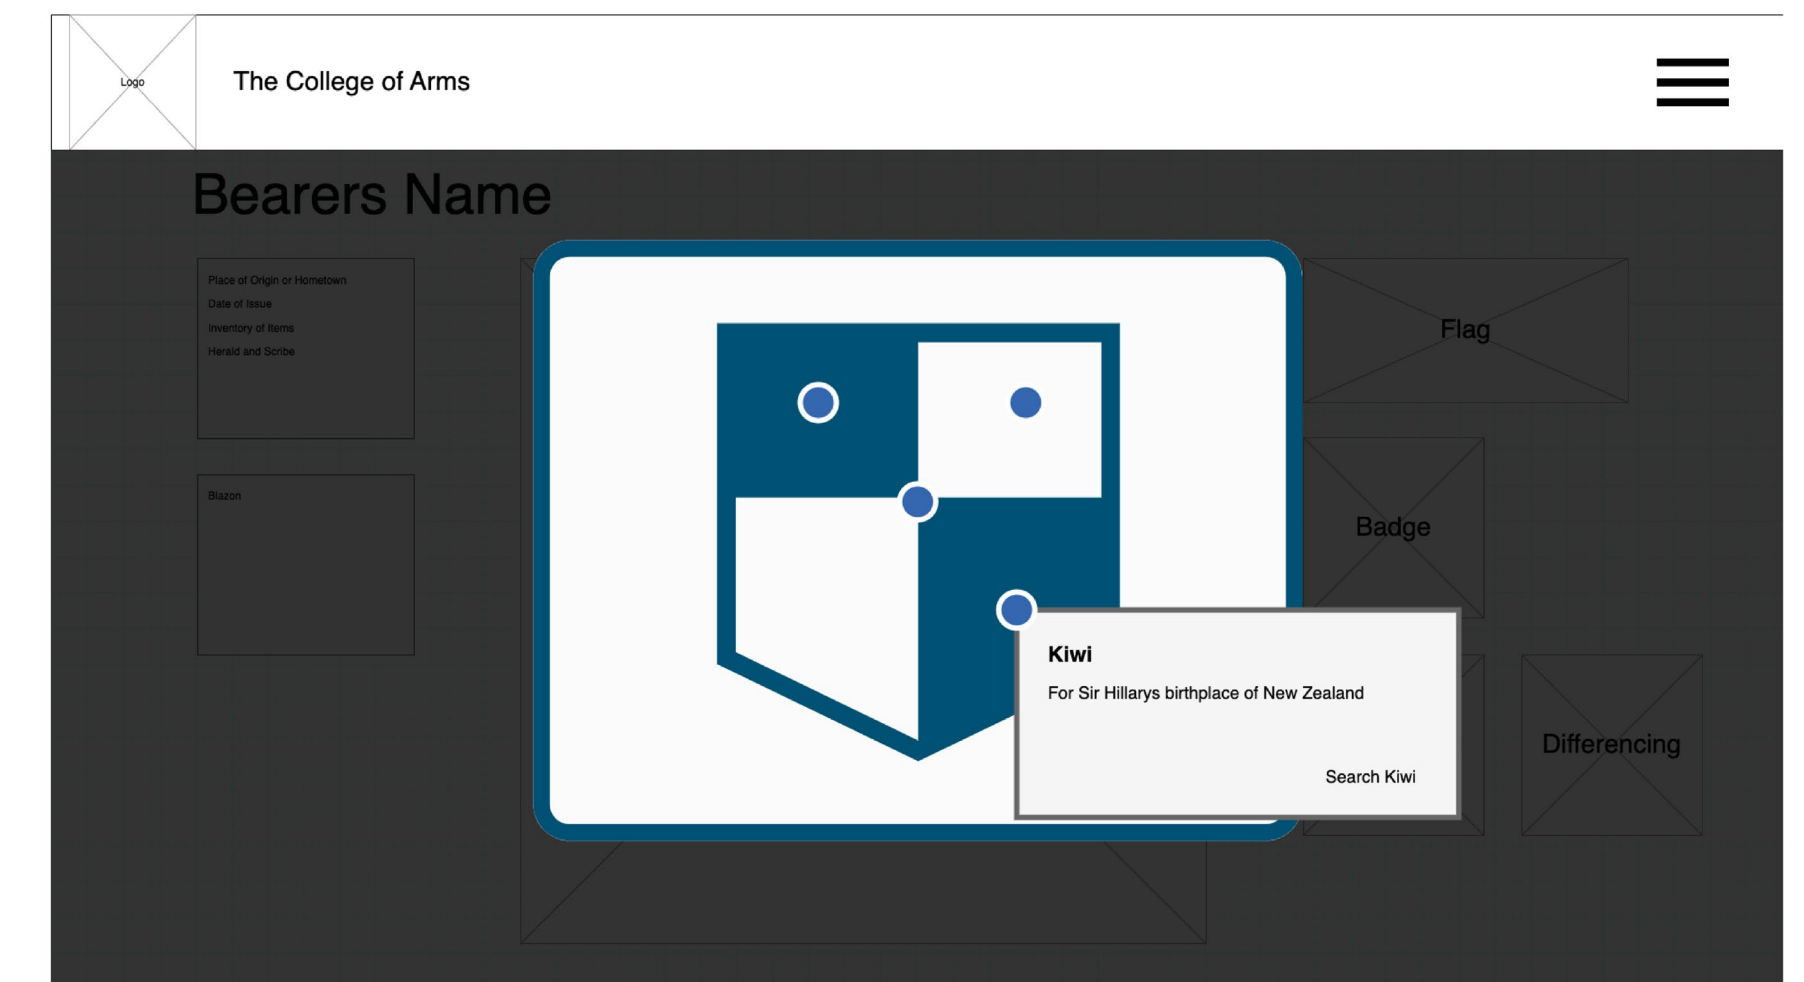 Logo
The College of Arms
Bearers Name
Place of Origin or Hometown
Date of Issue
Inventory of Items
Herald and Scribe
Blazon
Flag
Badge
Kiwi
For Sir Hillarys birthplace of New Zealand
Search Kiwi
Differencing